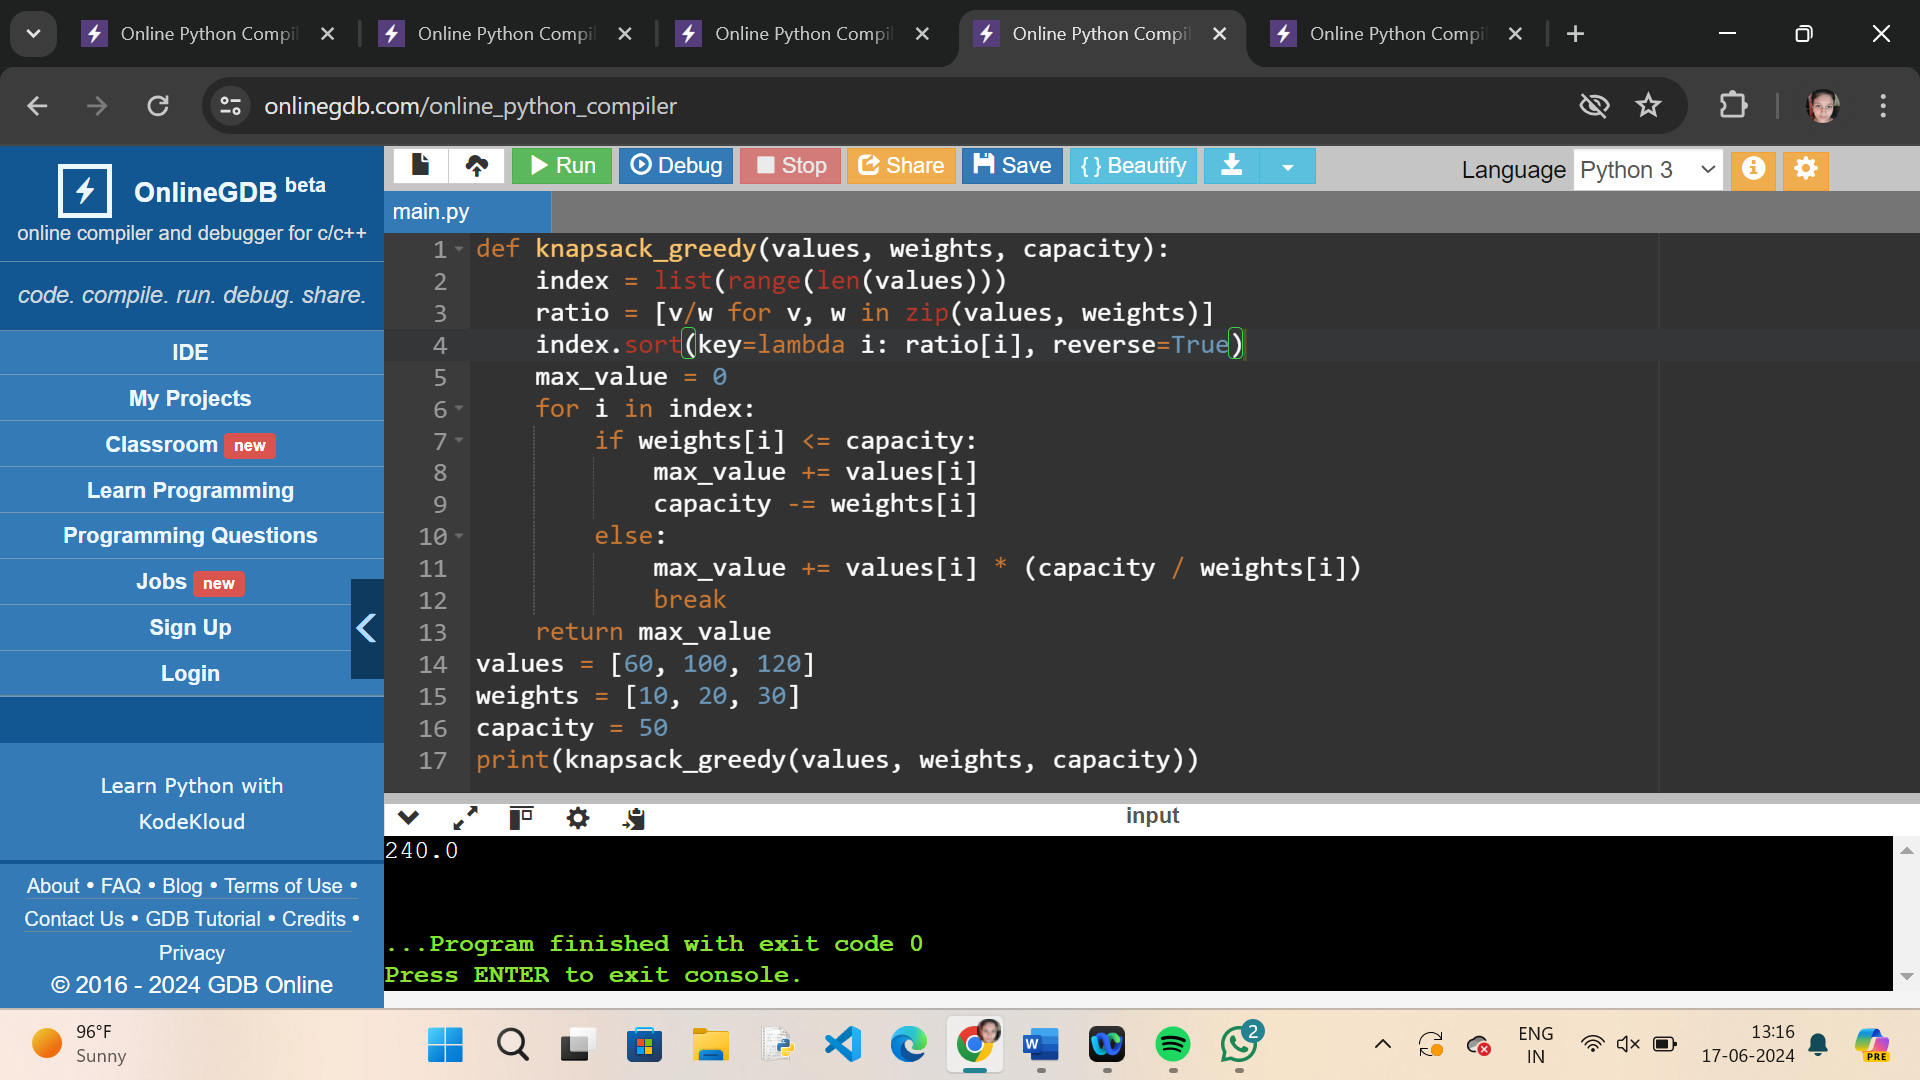 Online Python Compil
Online Python Compil
Online Python Compil
Online Python Compil
Online Python Compi
onlinegdb.com/online_python_compiler
OnlineGDB beta
online compiler and debugger for c/c++
code. compile. run. debug. share.
IDE
My Projects
Classroom new
Learn Programming
Programming Questions
Jobs new
Sign Up
Login
Learn Python with
KodeKloud
About • FAQ • Blog • Terms of Use •
Contact Us • GDB Tutorial • Credits •
Privacy
© 2016 - 2024 GDB Online
Run Debug Stop Share Save {} Beautify
Language Python 3
main.py
1 def knapsack_greedy(values, weights, capacity):
2     index = list(range(len(values)))
3     ratio = [v/w for v, w in zip(values, weights)]
4     index.sort(key=lambda i: ratio[i], reverse=True)
5     max_value = 0
6     for i in index:
7         if weights[i] <= capacity:
8             max_value += values[i]
9             capacity -= weights[i]
10         else:
11             max_value += values[i] * (capacity / weights[i])
12             break
13     return max_value
14 values = [60, 100, 120]
15 weights = [10, 20, 30]
16 capacity = 50
17 print(knapsack_greedy(values, weights, capacity))
input
240.0
...Program finished with exit code 0
Press ENTER to exit console.
96°F
Sunny
W
2
ENG
IN
13:16
17-06-2024
PRE